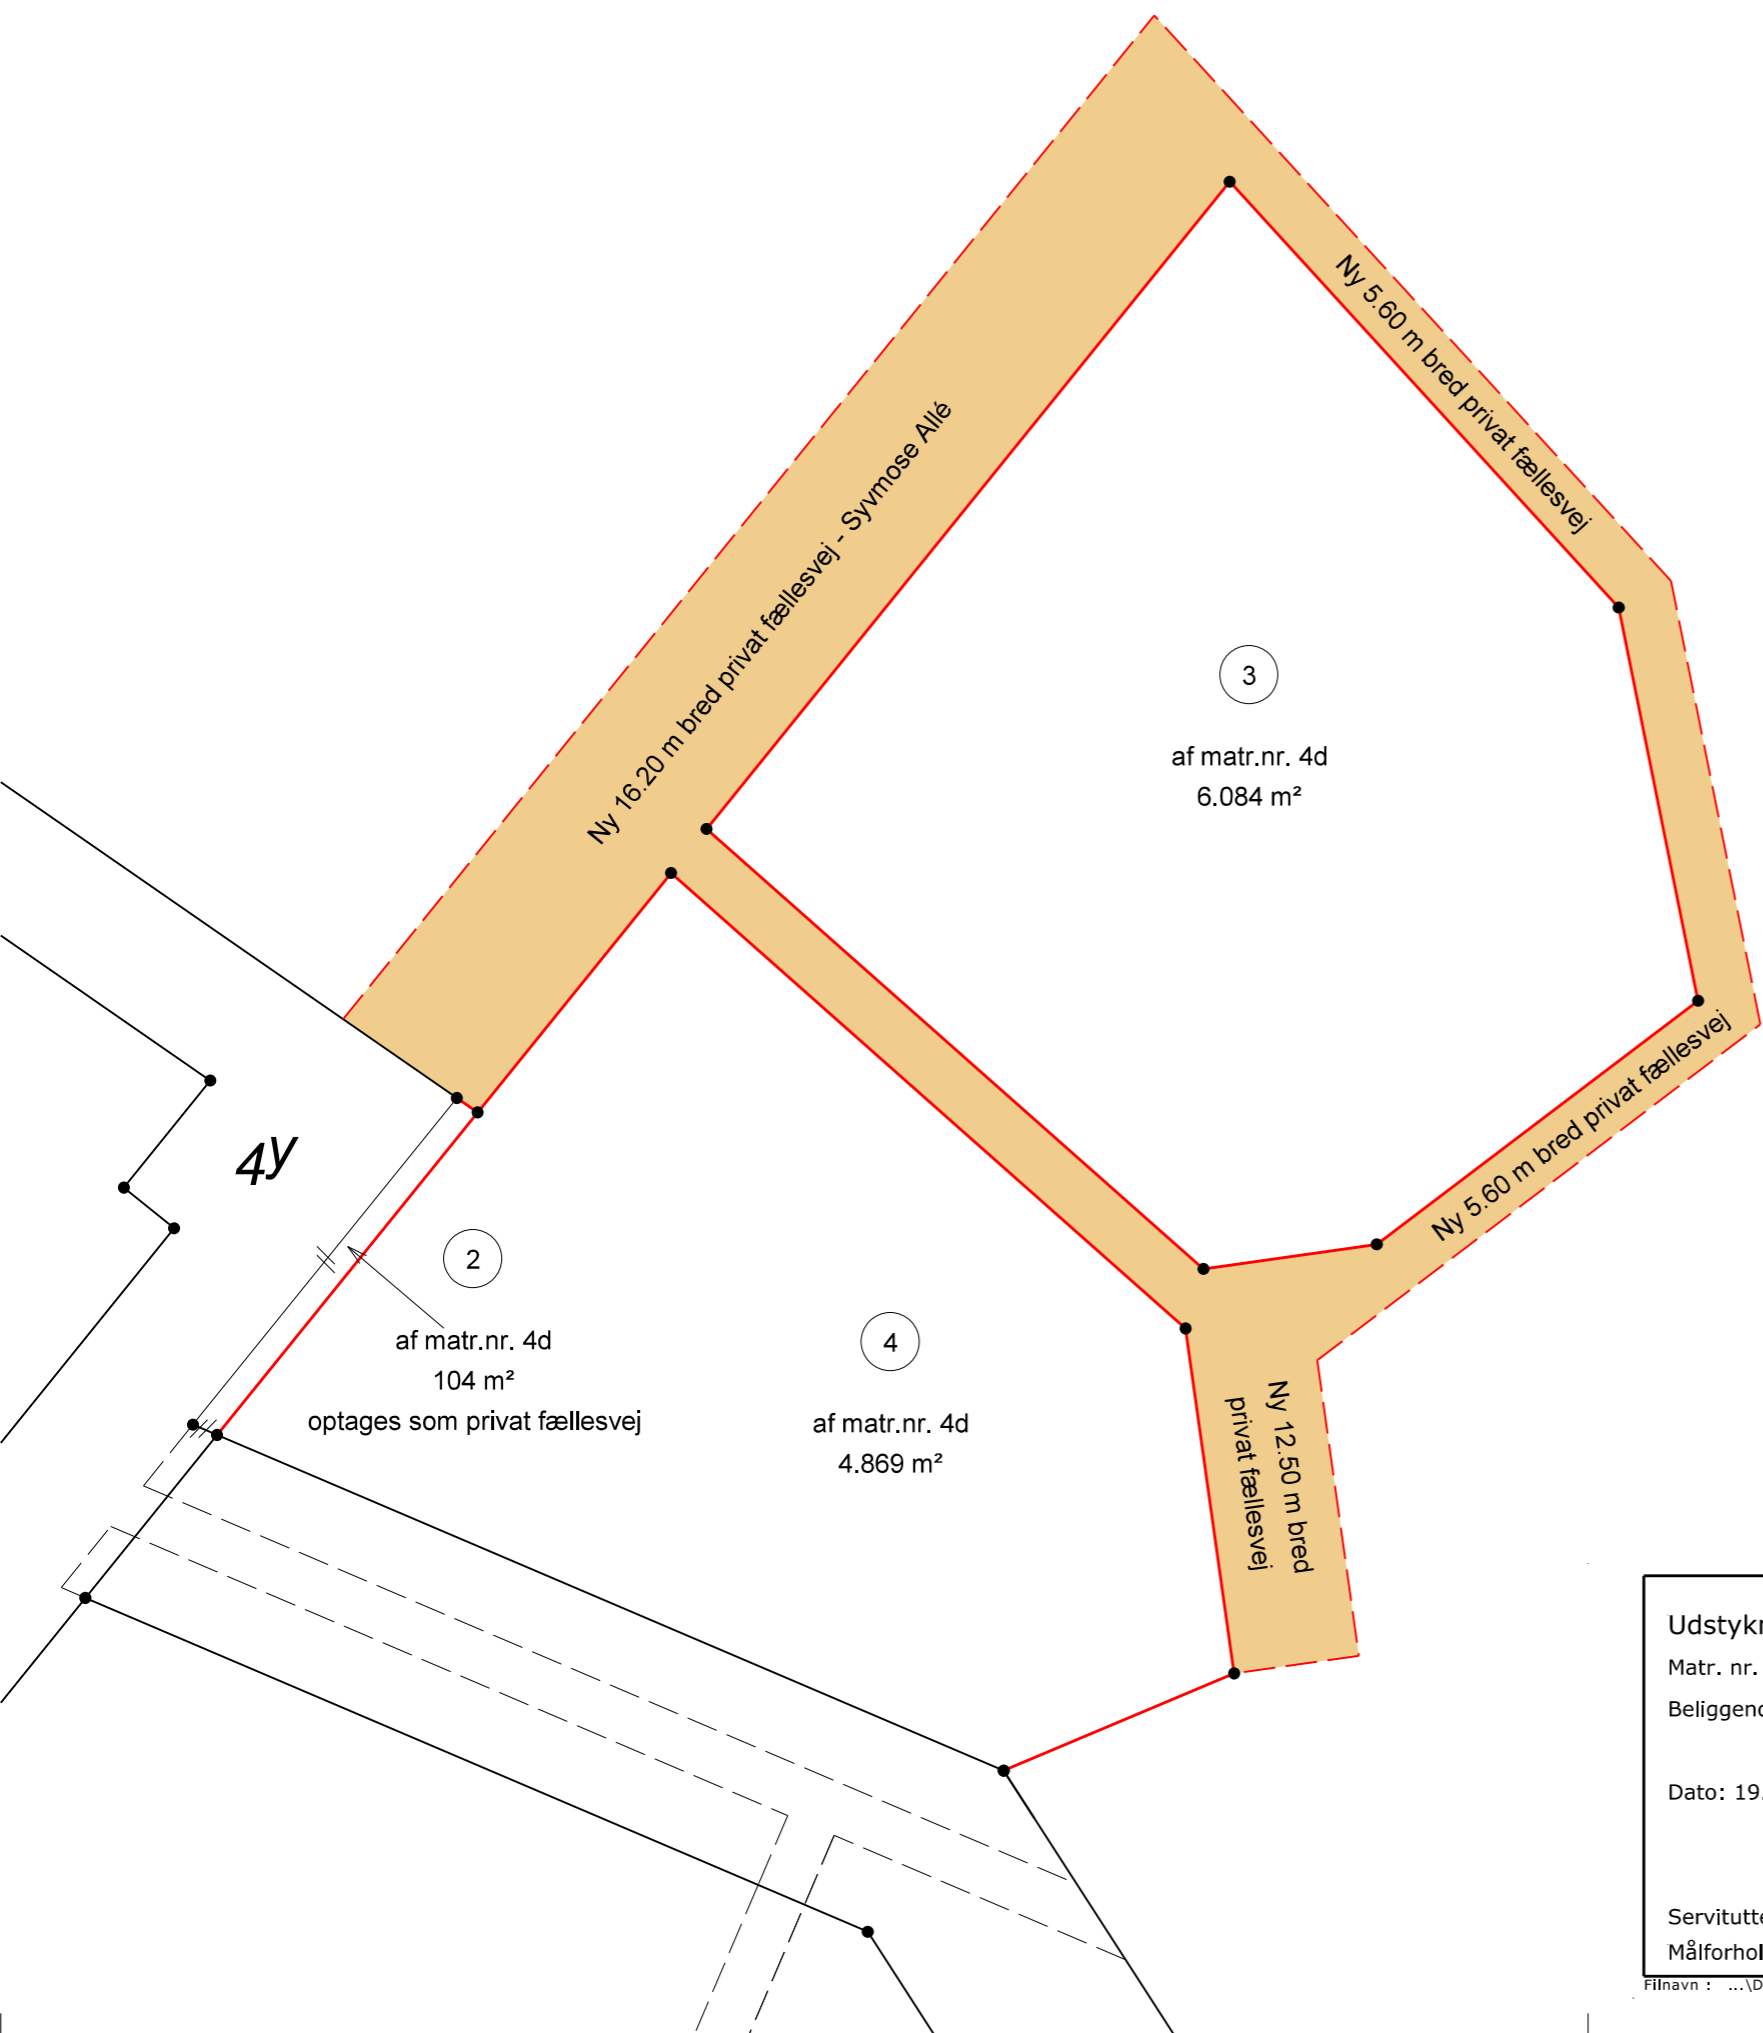 Ny 5.60 m bred privat fællesvej
Ny 16.20 m bred privat fællesvej - Syvmose Allé
3
af matr.nr. 4d
6.084 m²
Ny 5.60 m bred privat fællesvej
4y
2
af matr.nr. 4d
104 m²
optages som privat fællesvej
4
af matr.nr. 4d
4.869 m²
Ny 12.50 m bred
privat fællesvej
Matr. nr.
Dato: 19.
Filnavn : ...\D